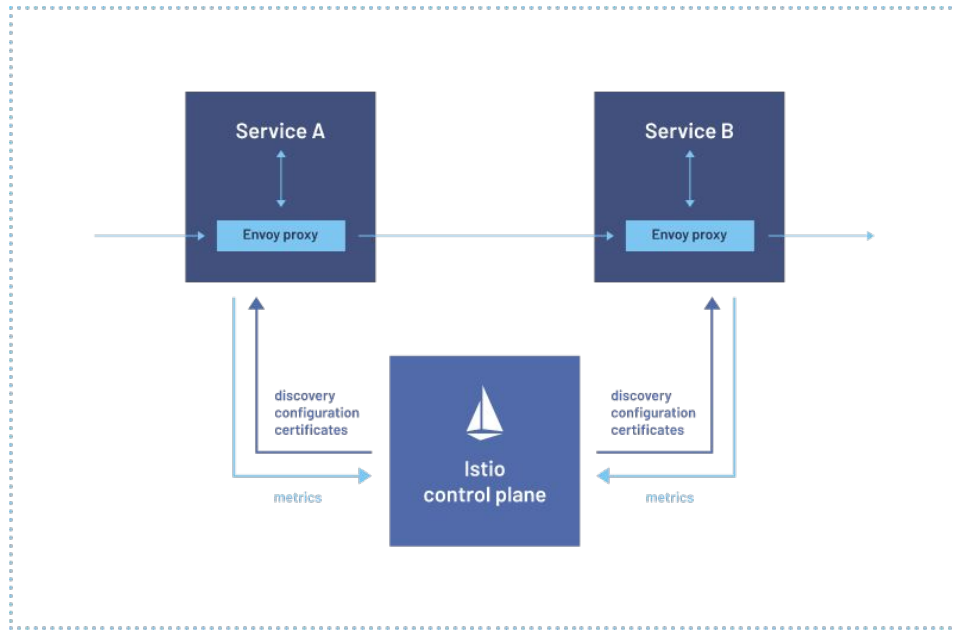 Service A
Service B
Envoy proxy
Envoy proxy
discovery
configuration
certificates
discovery
configuration
certificates
Istio
control plane
metrics
metrics